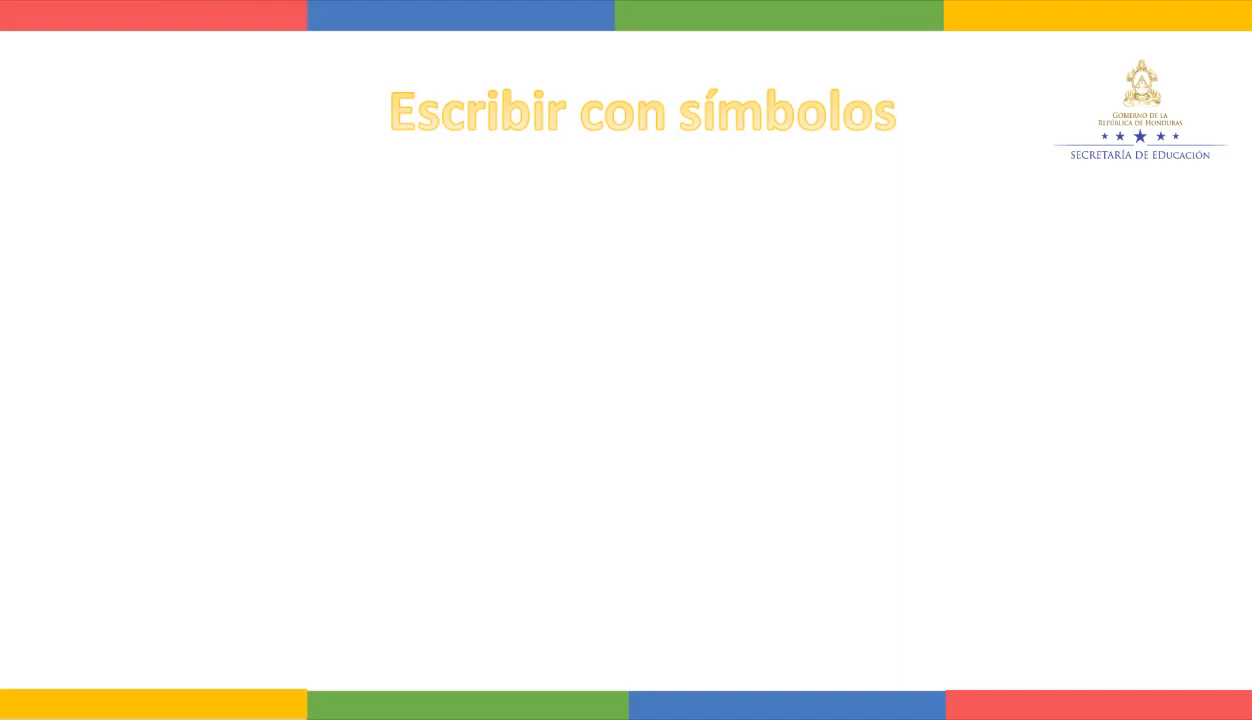 Escribir con símbolos
GOBIERNO DE LA
REPÚBLICA DE HONDURAS
SECRETARÍA DE EDUCACIÓN